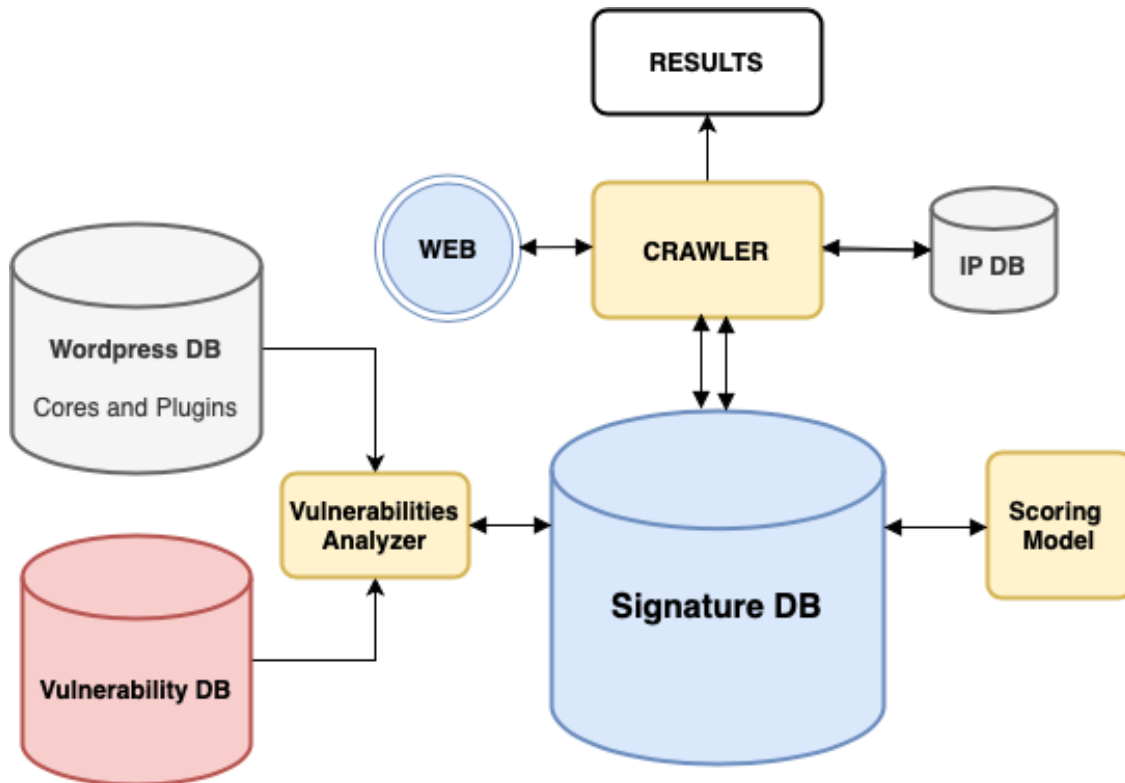 RESULTS
WEB
CRAWLER
IP DB
Wordpress DB
Cores and Plugins
Vulnerabilities
Analyzer
Scoring
Model
Signature DB
Vulnerability DB